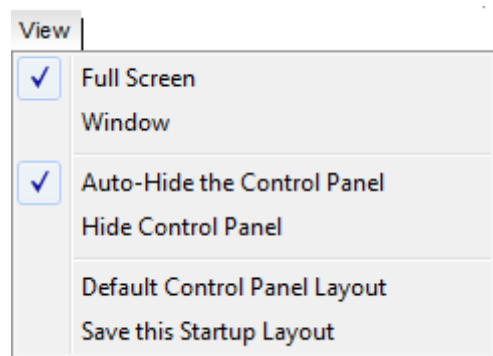 View
Full Screen
Window
Auto-Hide the Control Panel
Hide Control Panel
Default Control Panel Layout
Save this Startup Layout